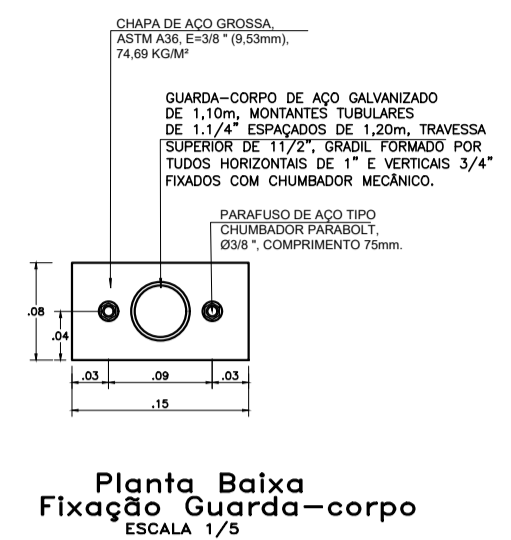 CHAPA DE AÇO GROSSA,
ASTM A36, E=3/8 " (9,53mm),
74,69 KG/M²
GUARDA-CORPO DE AÇO GALVANIZADO
DE 1,10m, MONTANTES TUBULARES
DE 1.1/4" ESPAÇADOS DE 1,20m, TRAVESSA
SUPERIOR DE 11/2", GRADIL FORMADO POR
TUDOS HORIZONTAIS DE 1" E VERTICAIS 3/4"
FIXADOS COM CHUMBADOR MECÂNICO.
PARAFUSO DE AÇO TIPO
CHUMBADOR PARABOLT,
Ø3/8 ", COMPRIMENTO 75mm.
.08
.04
.03 .09 .03
.15
Planta Baixa
Fixação Guarda-corpo
ESCALA 1/5